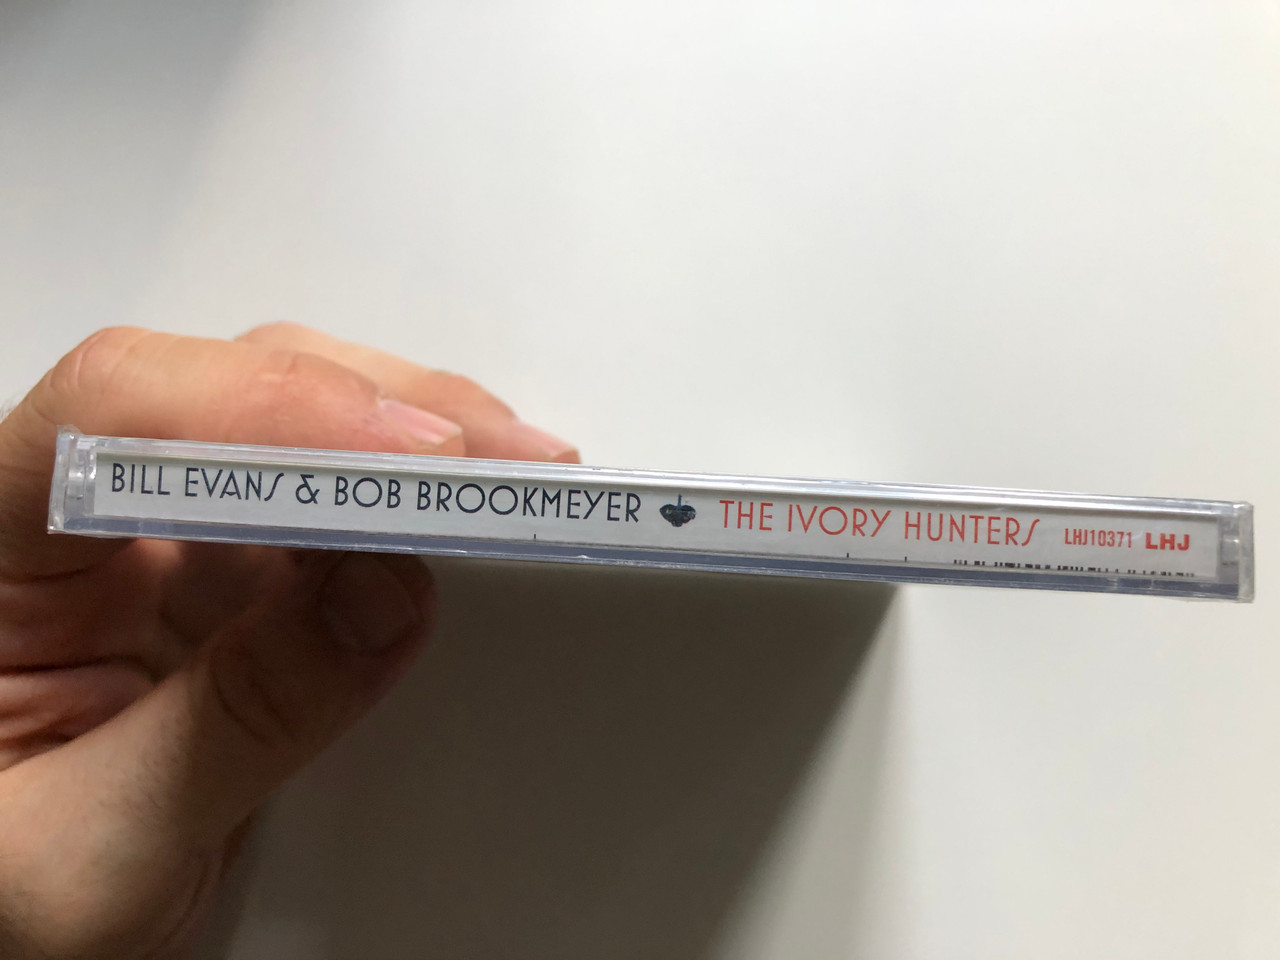 BILL EVANS & BOB BROOKMEYER THE IVORY HUNTERS LHJ10371 LHJ